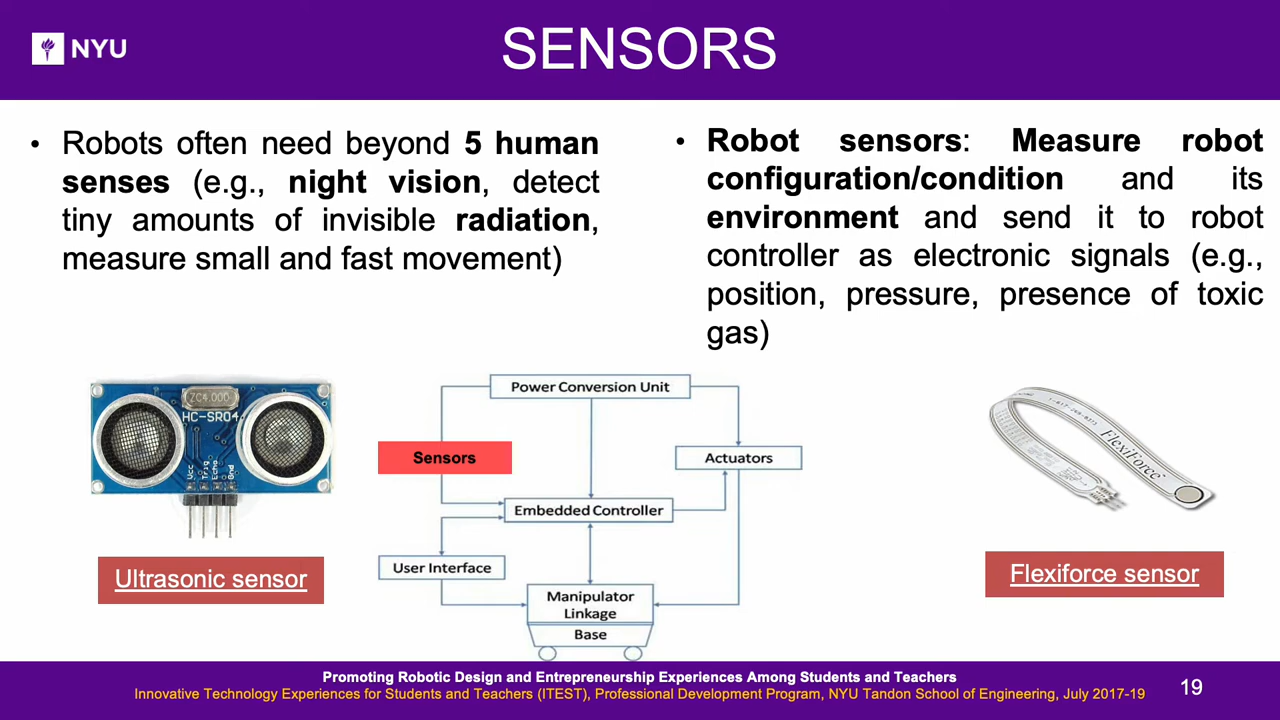 NYU
SENSORS
• Robots often need beyond 5 human
senses (e.g., night vision, detect
tiny amounts of invisible radiation,
measure small and fast movement)
• Robot sensors: Measure robot
configuration/condition and its
environment and send it to robot
controller as electronic signals (e.g.,
position, pressure, presence of toxic
gas)
ZC4.000
HC-SR04
Vcc
Trig
Echo
Gnd
Ultrasonic sensor
Power Conversion Unit
Sensors
Actuators
Embedded Controller
User Interface
Manipulator
Linkage
Base
FlexiForce
Flexiforce sensor
Promoting Robotic Design and Entrepreneurship Experiences Among Students and Teachers
Innovative Technology Experiences for Students and Teachers (ITEST), Professional Development Program, NYU Tandon School of Engineering, July 2017-19
19